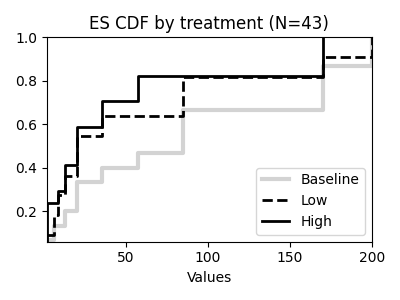 ES CDF by treatment (N=43)
1.0
0.8
0.6
0.4
0.2
Baseline
Low
High
50 100 150 200
Values